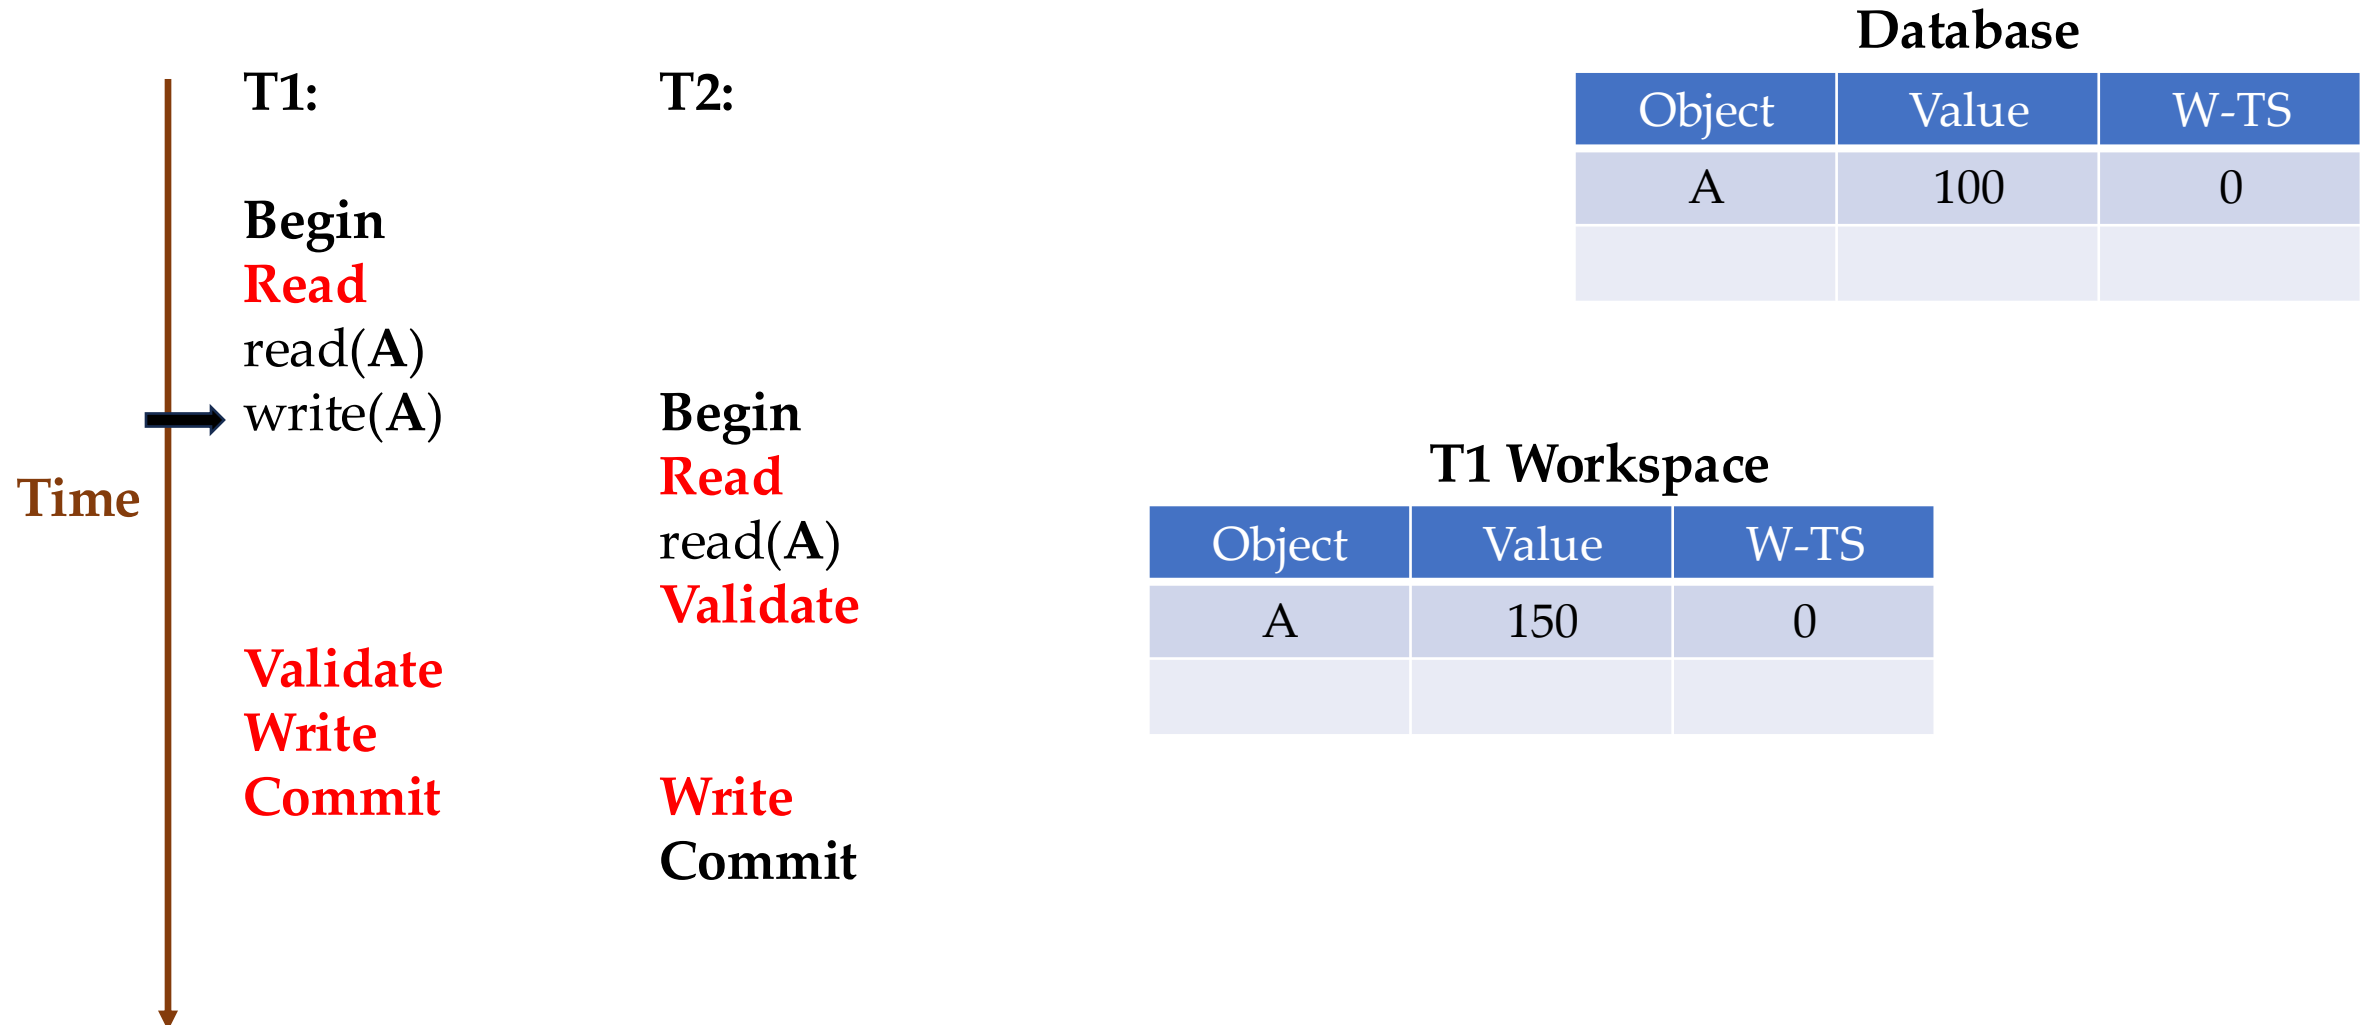 Database
T1:
T2:
Object Value W-TS
A 100 0
Begin
Read
read(A)
write(A)
Begin
Read
read(A)
Validate
Time
T1 Workspace
Object Value W-TS
A 150 0
Validate
Write
Commit
Write
Commit